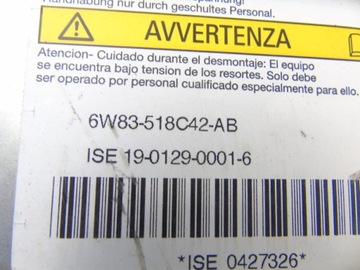 Handhabung nur durch geschultes Personal.
AVVERTENZA
Atencion- Cuidado durante el desmontaje: El equipo
se encuentra bajo tension de los resortes. Solo debe
ser operado por personal cualificado especialmente para ello.
6W83-518C42-AB
ISE 19-0129-0001-6
*ISE 0427326*